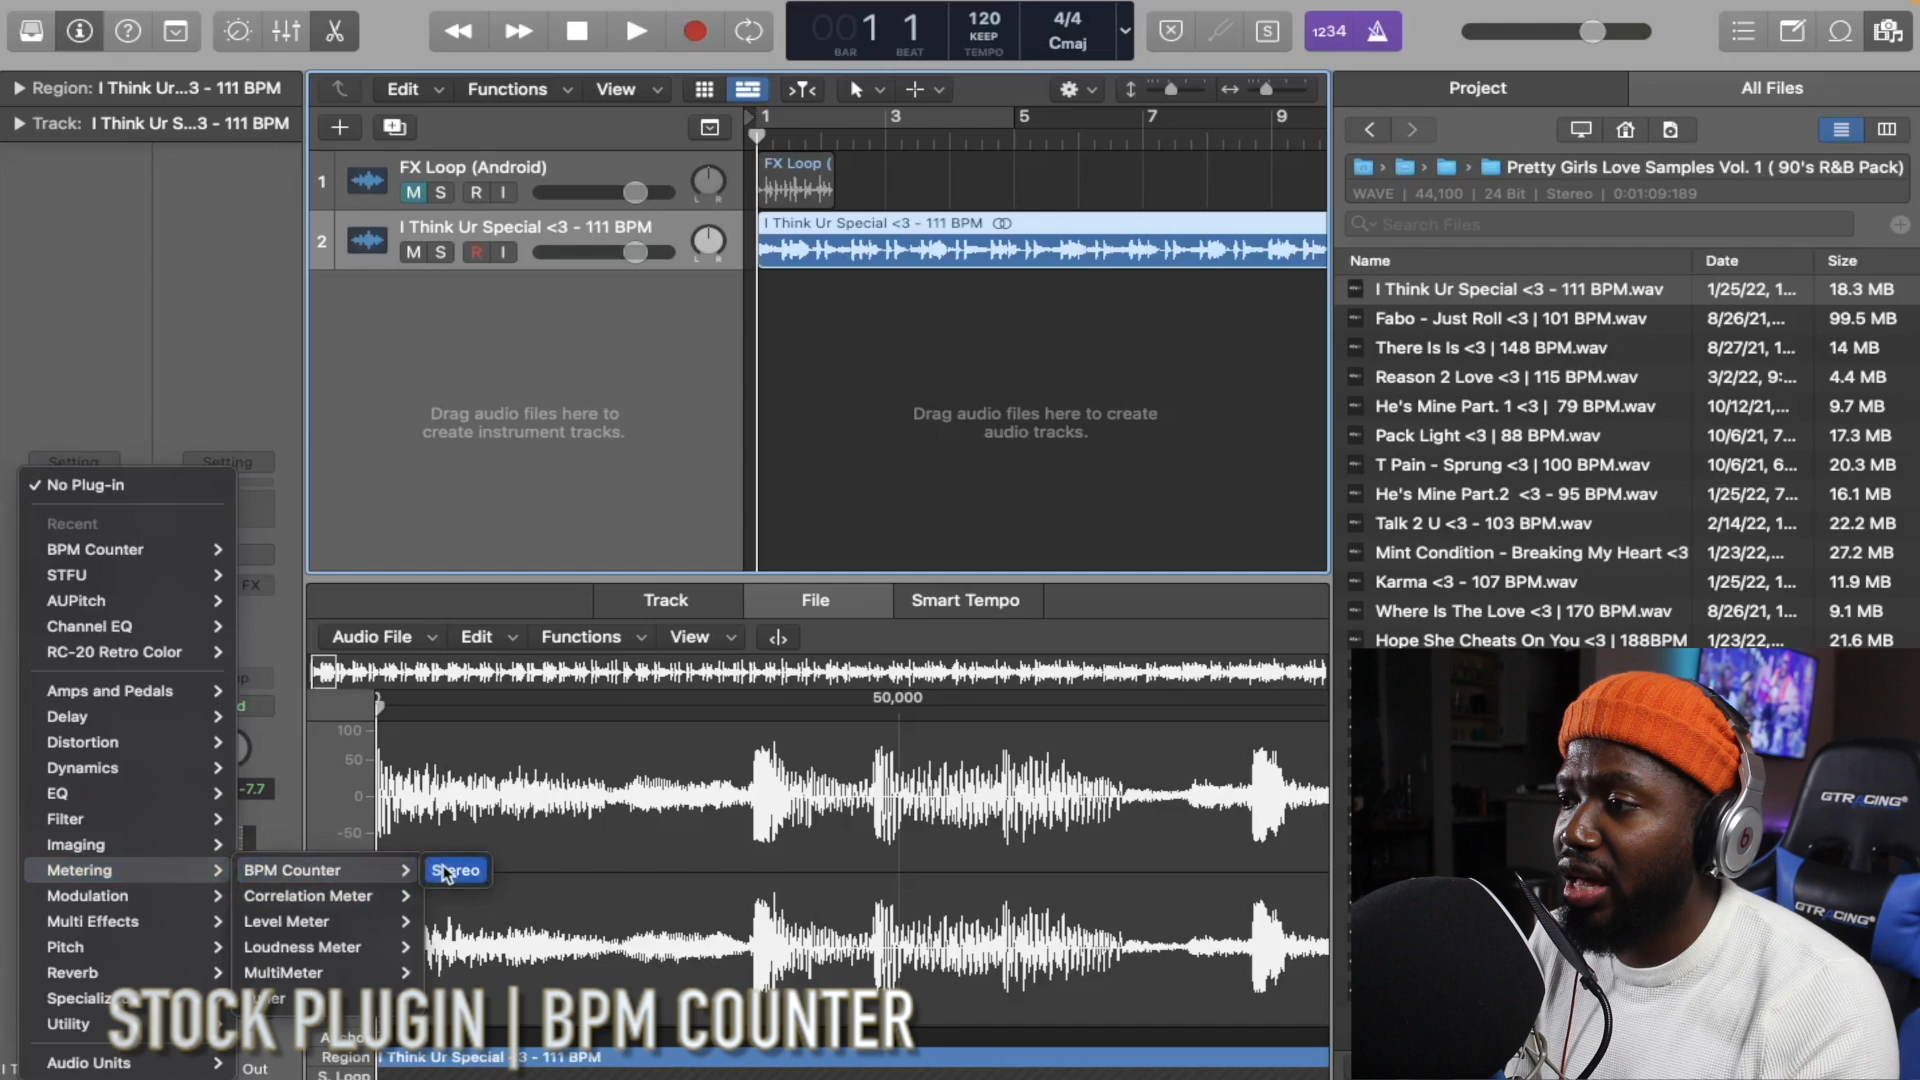 1 1
BAR BEAT
120
KEEP
TEMPO
4/4
Cmaj
S
1234
Region: I Think Ur...3 - 111 BPM
Track: I Think Ur S...3 - 111 BPM
Edit Functions View
1 3 5 7 9
1 FX Loop (Android)
M S R I
L R
FX Loop (
2 I Think Ur Special <3 - 111 BPM
M S R I
L R
I Think Ur Special <3 - 111 BPM
Drag audio files here to
create instrument tracks.
Drag audio files here to create
audio tracks.
Project All Files
Pretty Girls Love Samples Vol. 1 ( 90's R&B Pack)
WAVE | 44,100 | 24 Bit | Stereo | 0:01:09:189
Search Files
Name Date Size
I Think Ur Special <3 - 111 BPM.wav 1/25/22, 1... 18.3 MB
Fabo - Just Roll <3 | 101 BPM.wav 8/26/21,... 99.5 MB
There Is Is <3 | 148 BPM.wav 8/27/21, 1... 14 MB
Reason 2 Love <3 | 115 BPM.wav 3/2/22, 9:... 4.4 MB
He's Mine Part. 1 <3 | 79 BPM.wav 10/12/21,... 9.7 MB
Pack Light <3 | 88 BPM.wav 10/6/21, 7... 17.3 MB
T Pain - Sprung <3 | 100 BPM.wav 10/6/21, 6... 20.3 MB
He's Mine Part.2 <3 - 95 BPM.wav 1/25/22, 7... 16.1 MB
Talk 2 U <3 - 103 BPM.wav 2/14/22, 1... 22.2 MB
Mint Condition - Breaking My Heart <3 1/23/22,... 27.2 MB
Karma <3 - 107 BPM.wav 1/25/22, 1... 11.9 MB
Where Is The Love <3 | 170 BPM.wav 8/26/21, 1... 9.1 MB
Hope She Cheats On You <3 | 188BPM 1/23/22,... 21.6 MB
Setting Setting
No Plug-in
Recent
BPM Counter
STFU
AUPitch
Channel EQ
RC-20 Retro Color
Amps and Pedals
Delay
Distortion
Dynamics
EQ
Filter
Imaging
Metering
Modulation
Multi Effects
Pitch
Reverb
Utility
Audio Units
FX
-7.7
BPM Counter
Correlation Meter
Level Meter
Loudness Meter
MultiMeter
Track File Smart Tempo
Audio File Edit Functions View
50,000
100
50
0
-50
Region
I Think Ur Special <3 - 111 BPM
S. Loop
Out
GTRACING
GTRACING
STOCK PLUGIN | BPM COUNTER